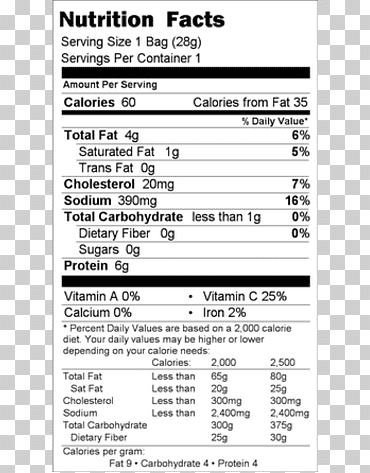 Nutrition Facts
Serving Size 1 Bag (28g)
Servings Per Container 1
Amount Per Serving
Calories 60 Calories from Fat 35
% Daily Value*
Total Fat 4g 6%
Saturated Fat 1g 5%
Trans Fat 0g
Cholesterol 20mg 7%
Sodium 390mg 16%
Total Carbohydrate less than 1g 0%
Dietary Fiber 0g 0%
Sugars 0g
Protein 6g
Vitamin A 0% • Vitamin C 25%
Calcium 0% • Iron 2%
* Percent Daily Values are based on a 2,000 calorie
diet. Your daily values may be higher or lower
depending on your calorie needs:
Calories: 2,000 2,500
Total Fat Less than 65g 80g
Sat Fat Less than 20g 25g
Cholesterol Less than 300mg 300mg
Sodium Less than 2,400mg 2,400mg
Total Carbohydrate 300g 375g
Dietary Fiber 25g 30g
Calories per gram:
Fat 9 • Carbohydrate 4 • Protein 4